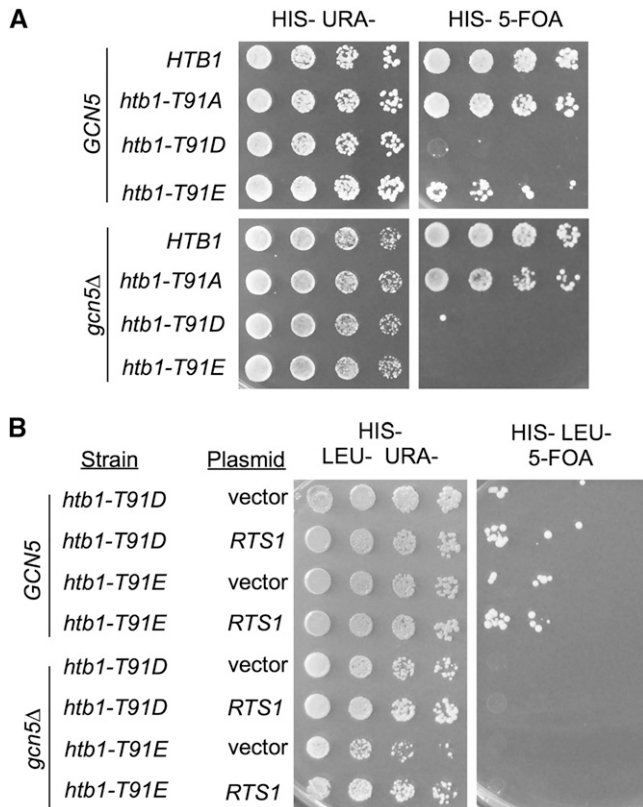 A
HIS- URA- HIS- 5-FOA
GCN5
HTB1
htb1-T91A
htb1-T91D
htb1-T91E
gcn5Δ
HTB1
htb1-T91A
htb1-T91D
htb1-T91E
B
HIS- HIS- LEU-
Strain Plasmid LEU- URA- 5-FOA
GCN5
htb1-T91D vector
htb1-T91D RTS1
htb1-T91E vector
htb1-T91E RTS1
gcn5Δ
htb1-T91D vector
htb1-T91D RTS1
htb1-T91E vector
htb1-T91E RTS1